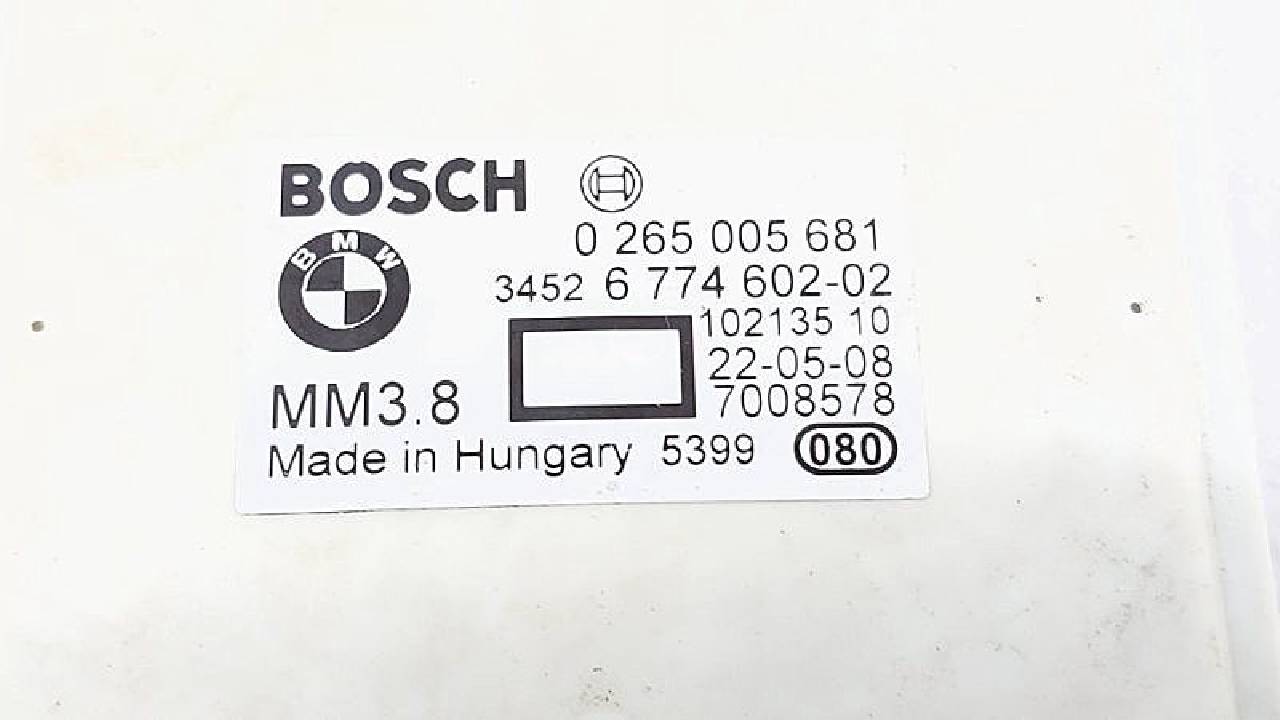 BOSCH
0 265 005 681
BMW
3452 6 774 602-02
102135 10
22-05-08
MM3.8
7008578
Made in Hungary 5399 080